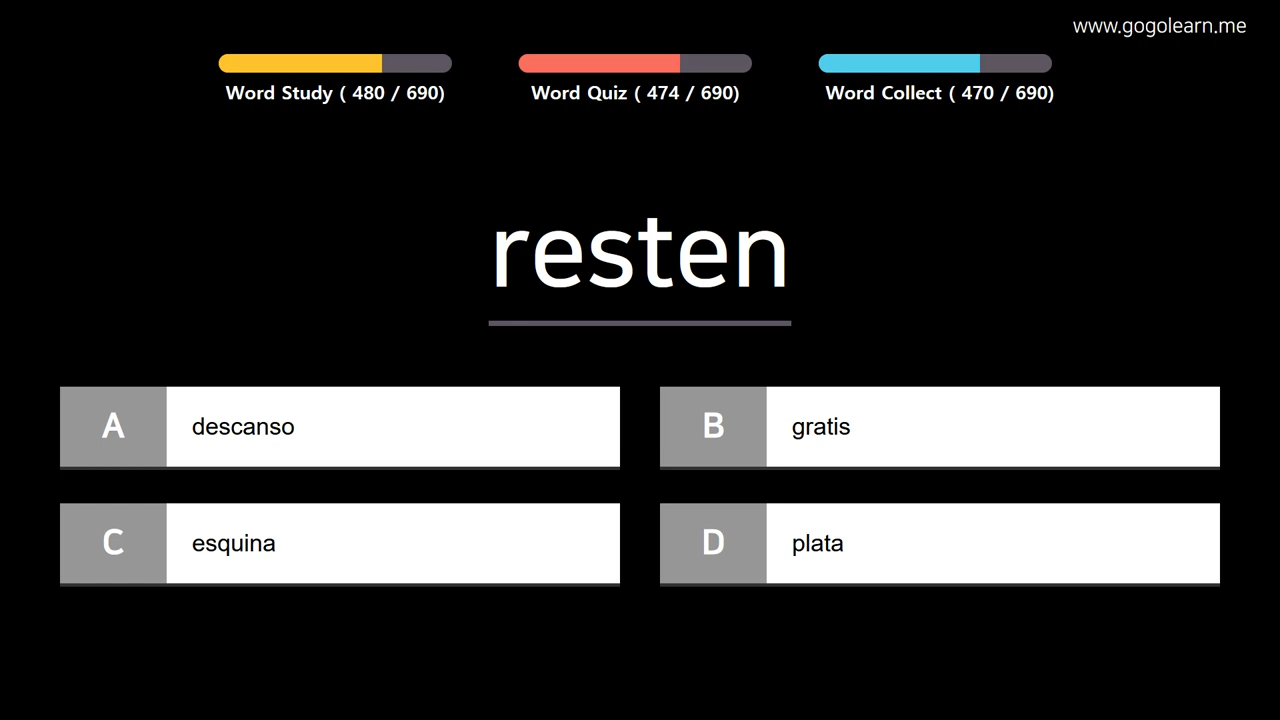 www.gogolearn.me
Word Study ( 480 / 690)
Word Quiz ( 474 / 690)
Word Collect ( 470 / 690)
resten
A descanso
B gratis
C esquina
D plata